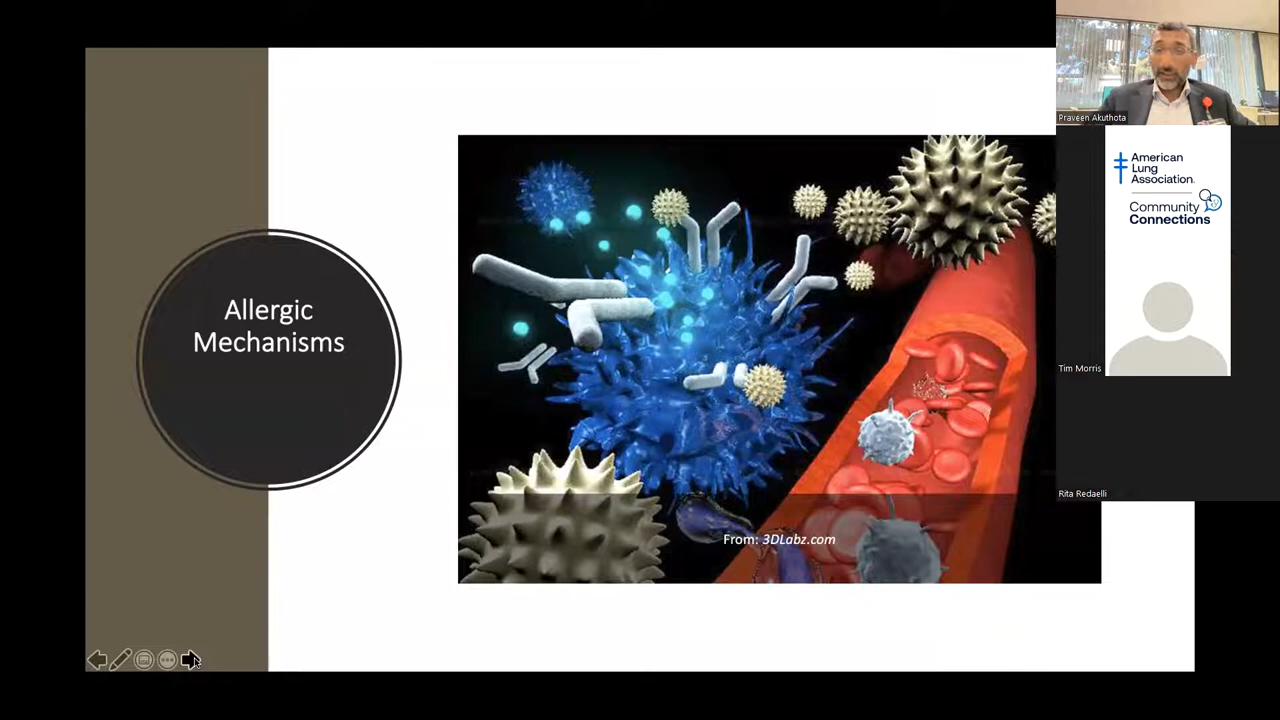 Allergic
Mechanisms
From: 3DLabz.com
Praveen Akuthota
American
Lung
Association.
Community
Connections
Tim Morris
Rita Redaelli